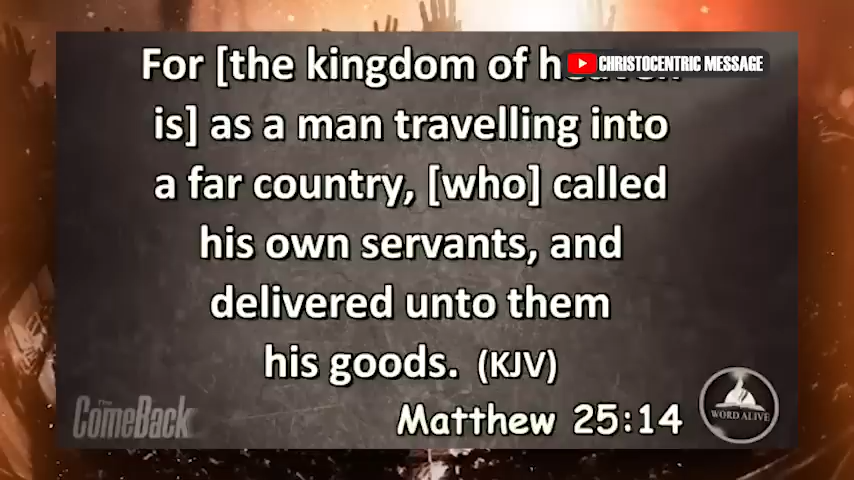 For [the kingdom of
CHRISTOCENTRIC MESSAGE
is] as a man travelling into
a far country, [who] called
his own servants, and
delivered unto them
his goods. (KJV)
Matthew 25:14
The
ComeBack
WORD ALIVE